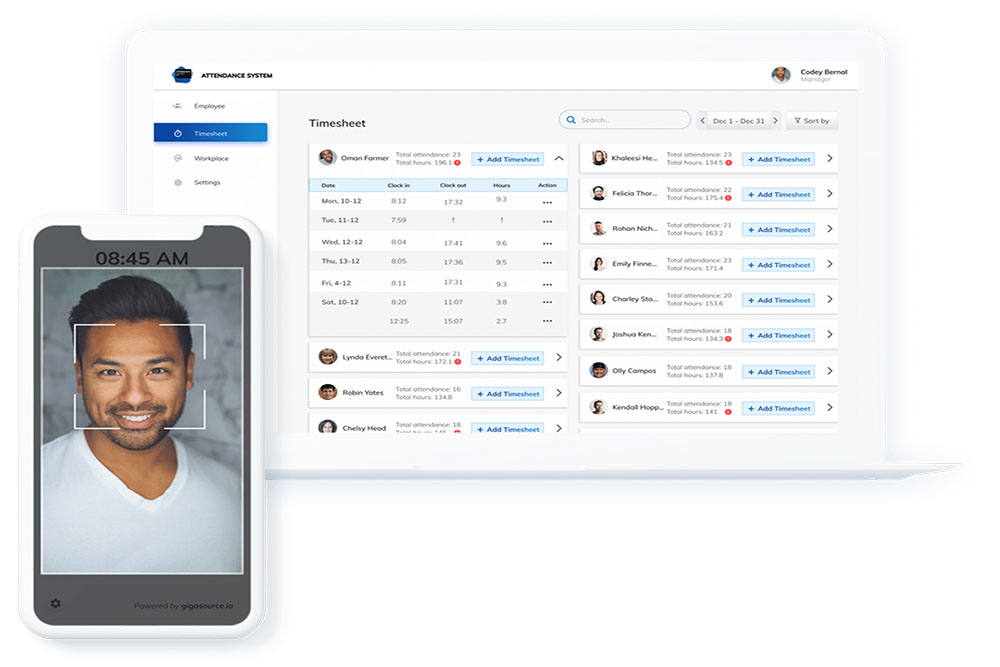 ATTENDANCE SYSTEM
Codey Bernal
Manager
Employee
Timesheet
Workplace
Settings
Timesheet
Search...
Dec 1 - Dec 31
Sort by
Oman Farmer
Total attendance: 23
Total hours: 196.1 !
+ Add Timesheet
Date Clock in Clock out Hours Action
Mon, 10-12 8:12 17:32 9.3 •••
Tue, 11-12 7:59 ! ! •••
Wed, 12-12 8:04 17:41 9.6 •••
Thu, 13-12 8:05 17:36 9.5 •••
Fri, 4-12 8:11 17:31 9.3 •••
Sat, 10-12 8:20 11:07 3.8 •••
12:25 15:07 2.7 •••
Lynda Everet...
Total attendance: 21
Total hours: 172.1 !
+ Add Timesheet
Robin Yates
Total attendance: 16
Total hours: 134.8
+ Add Timesheet
Chelsy Head
Total attendance: 18
Total hours: 145 !
+ Add Timesheet
Khaleesi He...
Total attendance: 23
Total hours: 134.5 !
+ Add Timesheet
Felicia Thor...
Total attendance: 22
Total hours: 175.4 !
+ Add Timesheet
Rohan Nich...
Total attendance: 21
Total hours: 163.2
+ Add Timesheet
Emily Finne...
Total attendance: 23
Total hours: 171.4
+ Add Timesheet
Charley Sta...
Total attendance: 20
Total hours: 153.6
+ Add Timesheet
Joshua Ken...
Total attendance: 18
Total hours: 134.3 !
+ Add Timesheet
Olly Campos
Total attendance: 18
Total hours: 137.8
+ Add Timesheet
Kendall Hopp...
Total attendance: 18
Total hours: 141 !
+ Add Timesheet
08:45 AM
Powered by gigasource.io